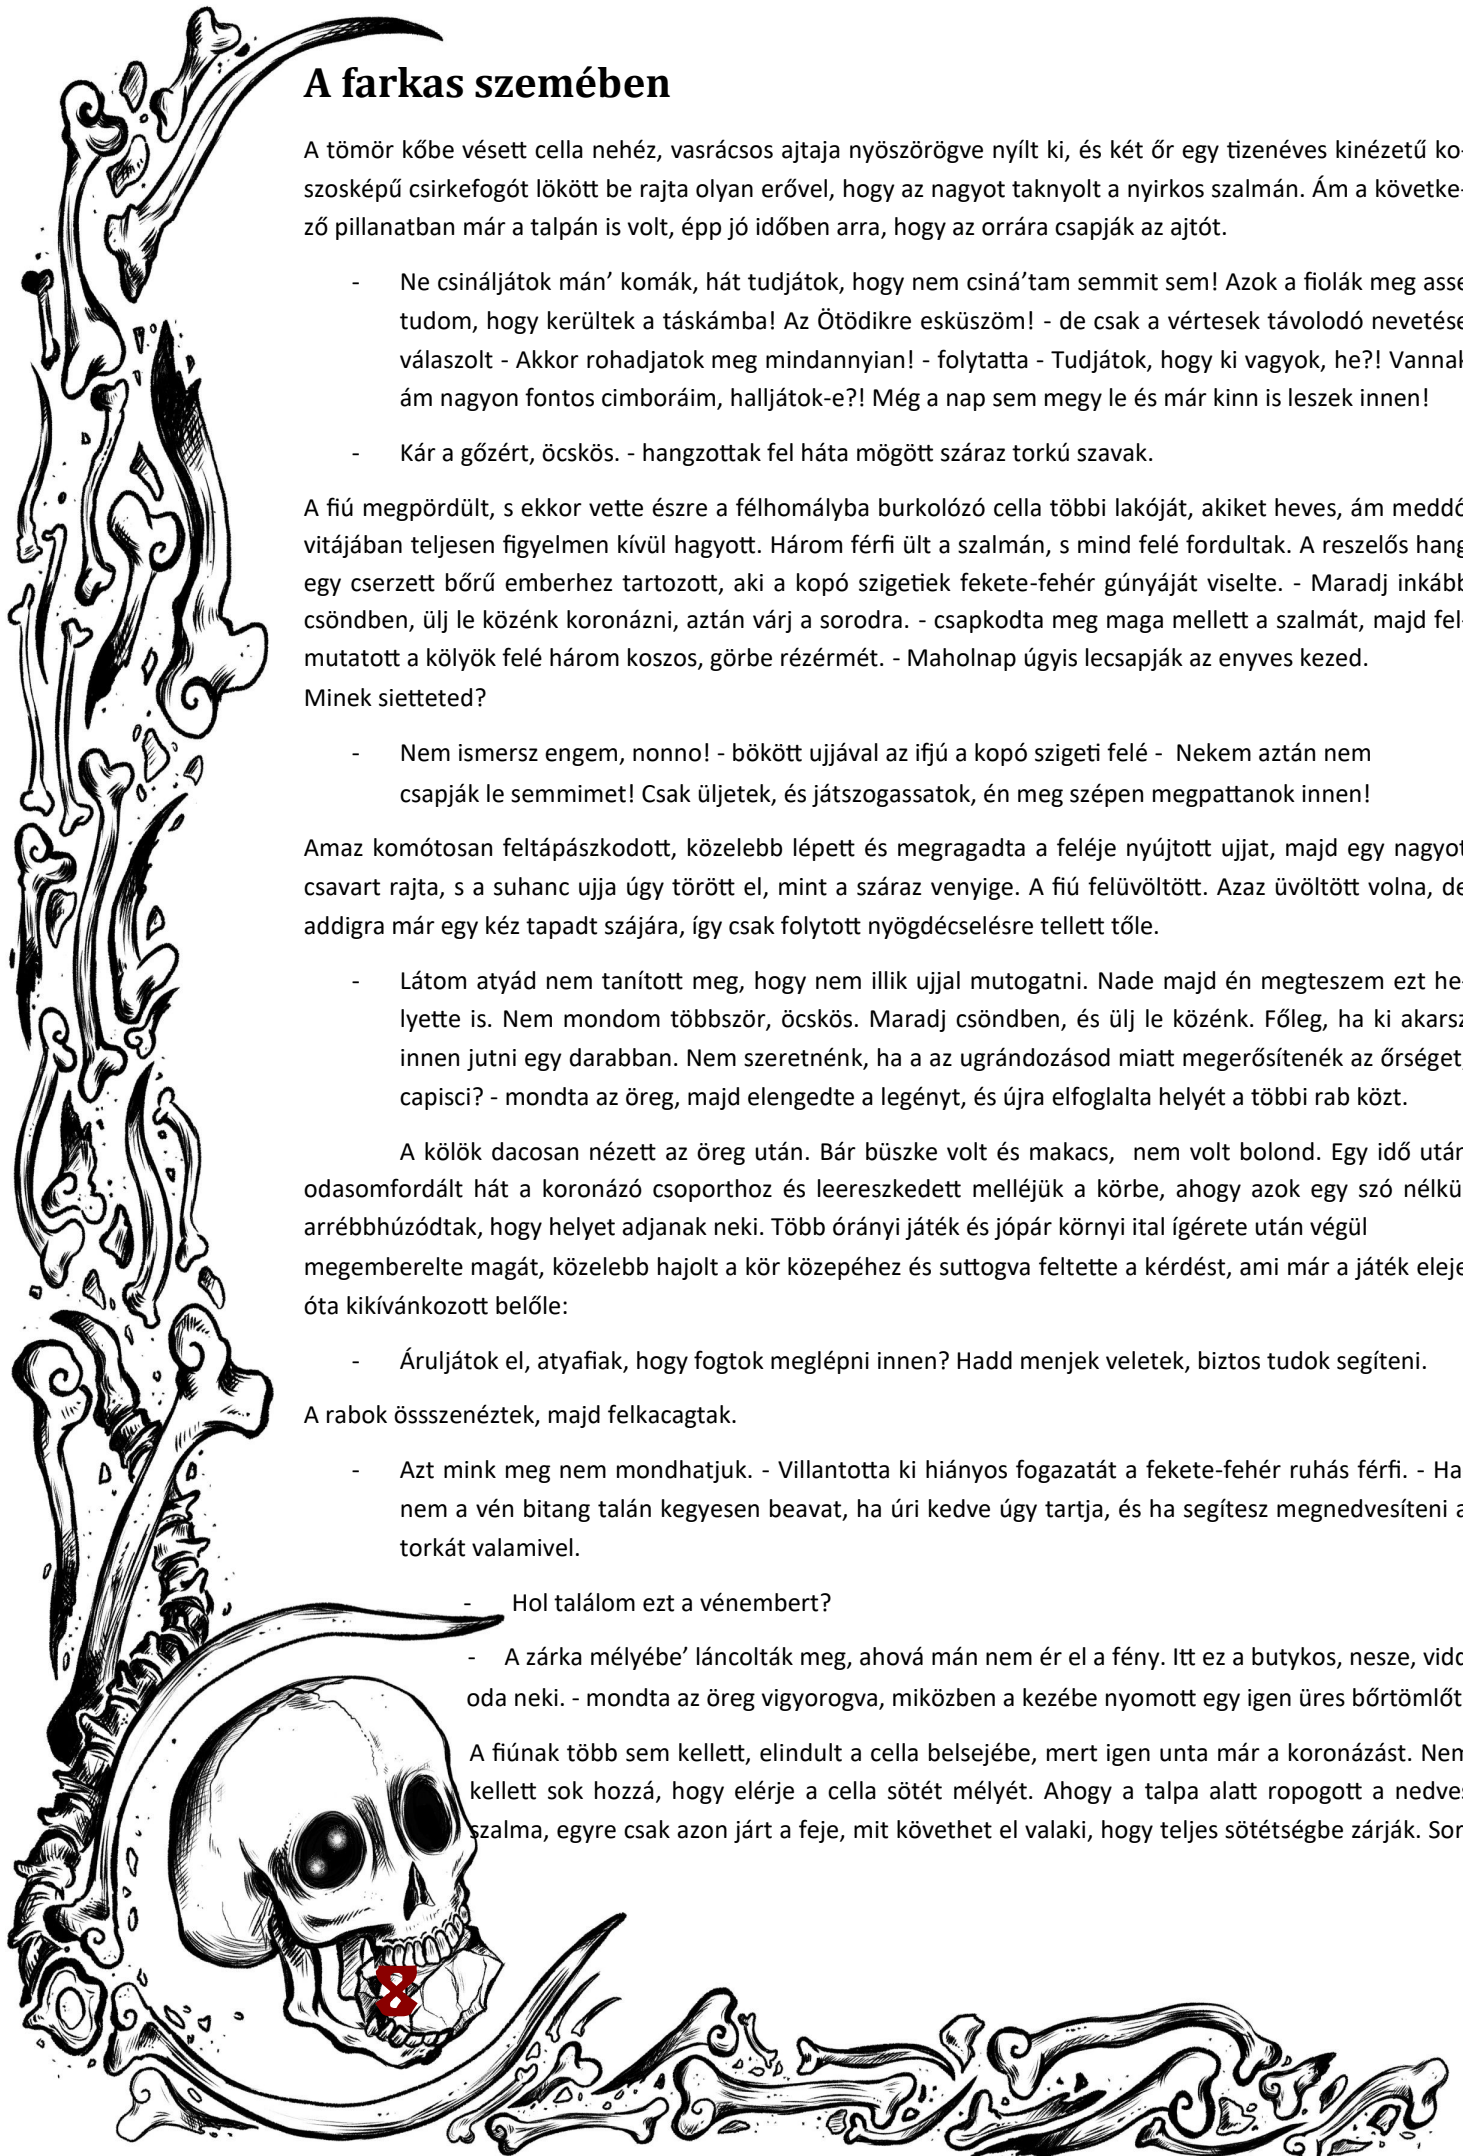 A farkas szemében
A tömör kőbe vésett cella nehéz, vasrácsos ajtaja nyöszörögve nyílt ki, és két őr egy tizenéves kinézetű ko-
szosképű csirkefogót lökött be rajta olyan erővel, hogy az nagyot taknyolt a nyirkos szalmán. Ám a követke-
ző pillanatban már a talpán is volt, épp jó időben arra, hogy az orrára csapják az ajtót.
- Ne csináljátok mán’ komák, hát tudjátok, hogy nem csiná’tam semmit sem! Azok a fiolák meg asse
tudom, hogy kerültek a táskámba! Az Ötödikre esküszöm! - de csak a vértesek távolodó nevetése
válaszolt - Akkor rohadjatok meg mindannyian! - folytatta - Tudjátok, hogy ki vagyok, he?! Vannak
ám nagyon fontos cimboráim, halljátok-e?! Még a nap sem megy le és már kinn is leszek innen!
- Kár a gőzért, öcskös. - hangzottak fel háta mögött száraz torkú szavak.
A fiú megpördült, s ekkor vette észre a félhomályba burkolózó cella többi lakóját, akiket heves, ám meddő
vitájában teljesen figyelmen kívül hagyott. Három férfi ült a szalmán, s mind felé fordultak. A reszelős hang
egy cserzett bőrű emberhez tartozott, aki a kopó szigetiek fekete-fehér gúnyáját viselte. - Maradj inkább
csöndben, ülj le közénk koronázni, aztán várj a sorodra. - csapkodta meg maga mellett a szalmát, majd fel-
mutatott a kölyök felé három koszos, görbe rézérmét. - Maholnap úgyis lecsapják az enyves kezed.
Minek sietteted?
- Nem ismersz engem, nonno! - bökött ujjával az ifjú a kopó szigeti felé - Nekem aztán nem
csapják le semmimet! Csak üljetek, és játszogassatok, én meg szépen megpattanok innen!
Amaz komótosan feltápászkodott, közelebb lépett és megragadta a feléje nyújtott ujjat, majd egy nagyot
csavart rajta, s a suhanc ujja úgy törött el, mint a száraz venyige. A fiú felüvöltött. Azaz üvöltött volna, de
addigra már egy kéz tapadt szájára, így csak folytott nyögdécselésre tellett tőle.
- Látom atyád nem tanított meg, hogy nem illik ujjal mutogatni. Nade majd én megteszem ezt he-
lyette is. Nem mondom többször, öcskös. Maradj csöndben, és ülj le közénk. Főleg, ha ki akarsz
innen jutni egy darabban. Nem szeretnénk, ha a az ugrándozásod miatt megerősítenék az őrséget,
capisci? - mondta az öreg, majd elengedte a legényt, és újra elfoglalta helyét a többi rab közt.
A kölök dacosan nézett az öreg után. Bár büszke volt és makacs, nem volt bolond. Egy idő után
odasomfordált hát a koronázó csoporthoz és leereszkedett melléjük a körbe, ahogy azok egy szó nélkül
arrébbhúzódtak, hogy helyet adjanak neki. Több órányi játék és jópár környi ital ígérete után végül
megemberelte magát, közelebb hajolt a kör közepéhez és suttogva feltette a kérdést, ami már a játék eleje
óta kikívánkozott belőle:
- Áruljátok el, atyafiak, hogy fogtok meglépni innen? Hadd menjek veletek, biztos tudok segíteni.
A rabok össszenéztek, majd felkacagtak.
- Azt mink meg nem mondhatjuk. - Villantotta ki hiányos fogazatát a fekete-fehér ruhás férfi. - Ha-
nem a vén bitang talán kegyesen beavat, ha úri kedve úgy tartja, és ha segítesz megnedvesíteni a
torkát valamivel.
- Hol találom ezt a vénembert?
- A zárka mélyébe’ láncolták meg, ahová mán nem ér el a fény. Itt ez a butykos, nesze, vidd
oda neki. - mondta az öreg vigyorogva, miközben a kezébe nyomott egy igen üres bőrtömlőt.
A fiúnak több sem kellett, elindult a cella belsejébe, mert igen unta már a koronázást. Nem
kellett sok hozzá, hogy elérje a cella sötét mélyét. Ahogy a talpa alatt ropogott a nedves
szalma, egyre csak azon járt a feje, mit követhet el valaki, hogy teljes sötétségbe zárják. Sor
8